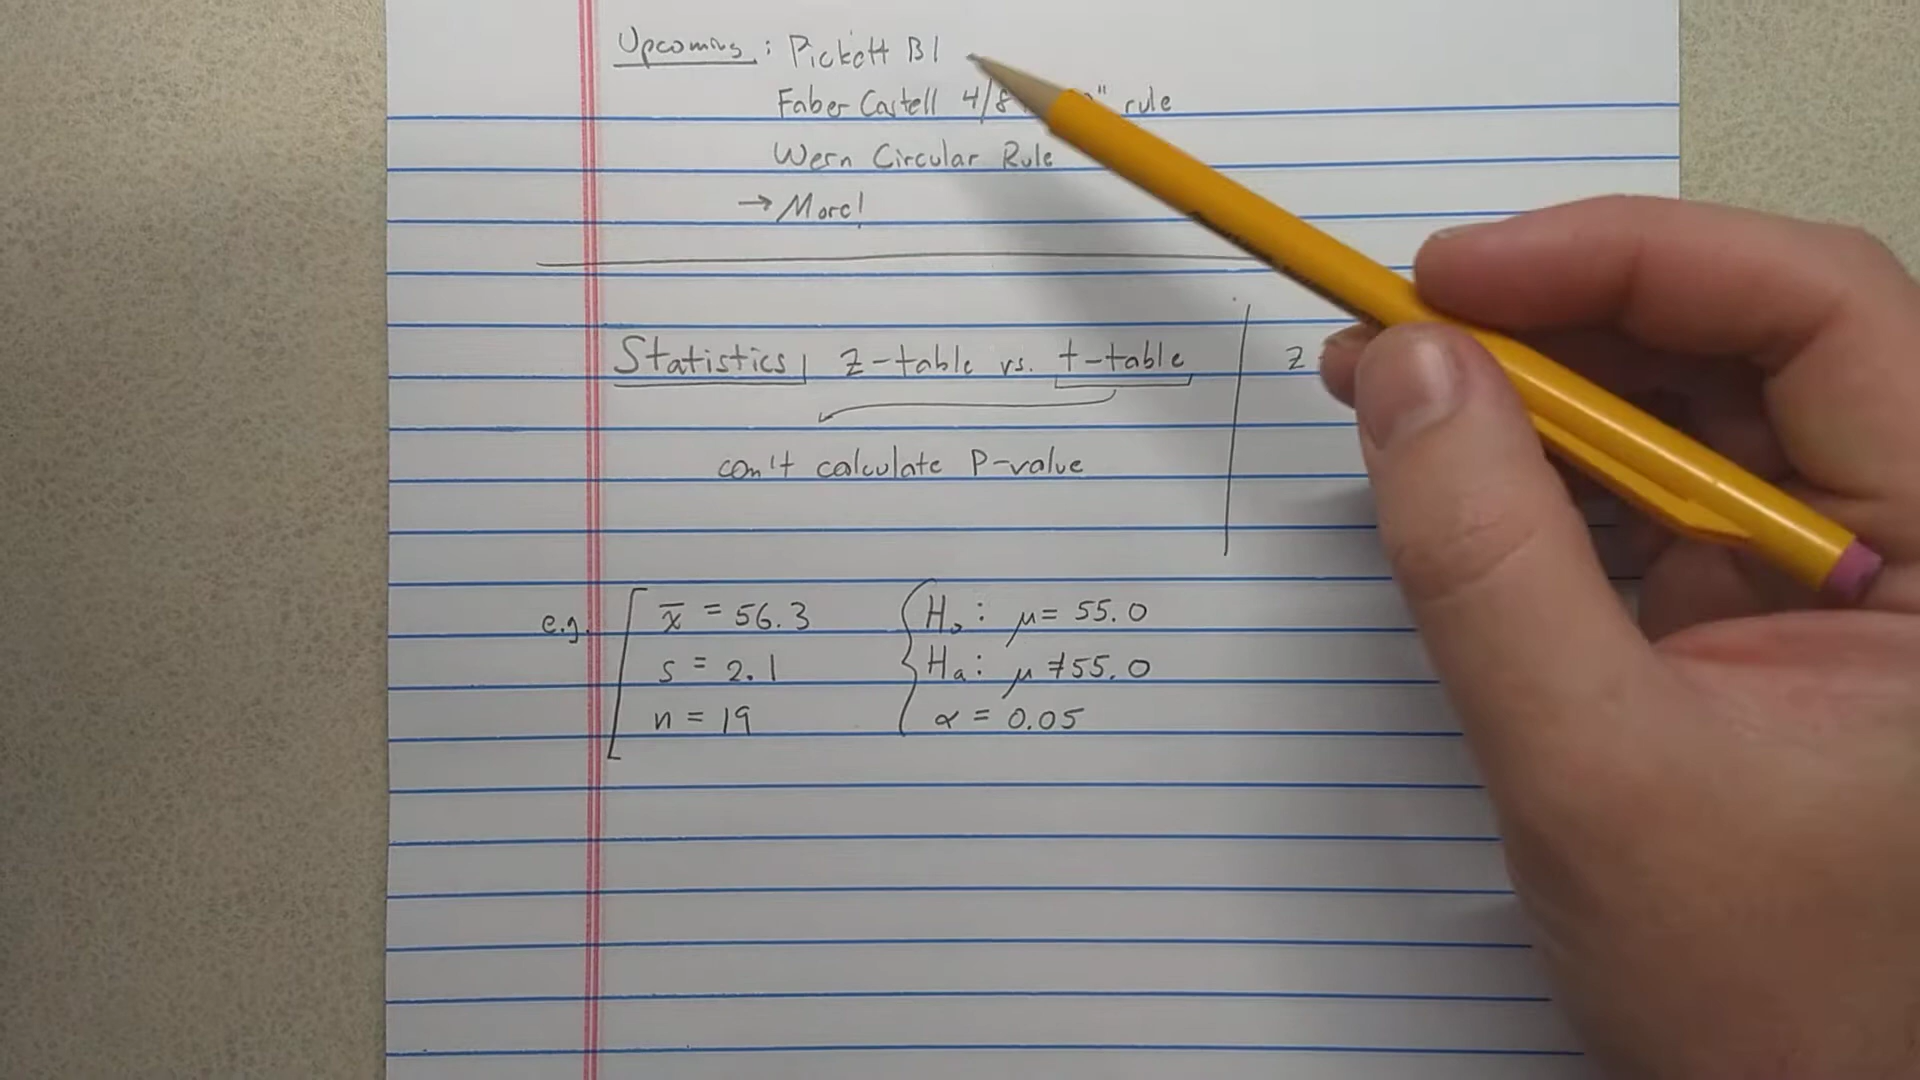 Upcoming: Pickett B1
Faber Castell 4/8 " rule
Wern Circular Rule
→ More!
Statistics | z-table vs. t-table
z
can't calculate P-value
e.g.
x̄ = 56.3
s = 2.1
n = 19
H₀: μ = 55.0
Hₐ: μ ≠ 55.0
α = 0.05